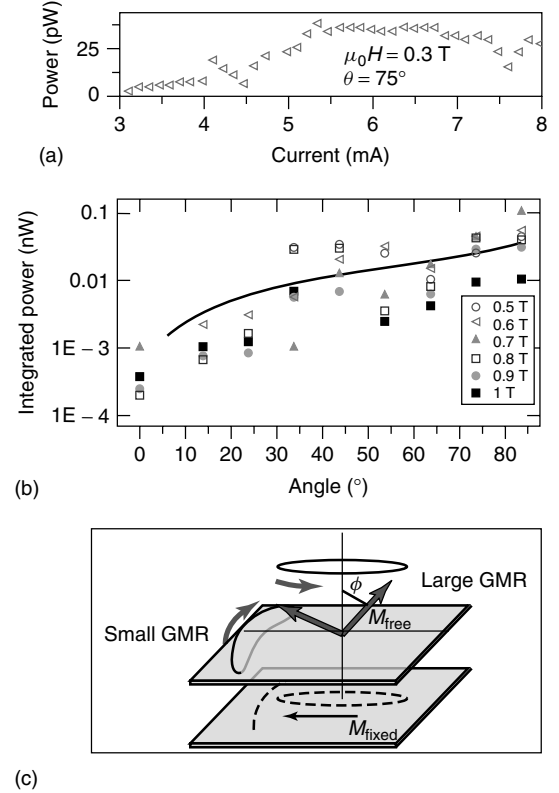 Power (pW)
25
0
μ₀H = 0.3 T
θ = 75°
3 4 5 6 7 8
Current (mA)
(a)
Integrated power (nW)
0.1
0.01
1E − 3
1E − 4
0.5 T
0.6 T
0.7 T
0.8 T
0.9 T
1 T
0 10 20 30 40 50 60 70 80
Angle (°)
(b)
ϕ
Large GMR
Small GMR
M_free
M_fixed
(c)